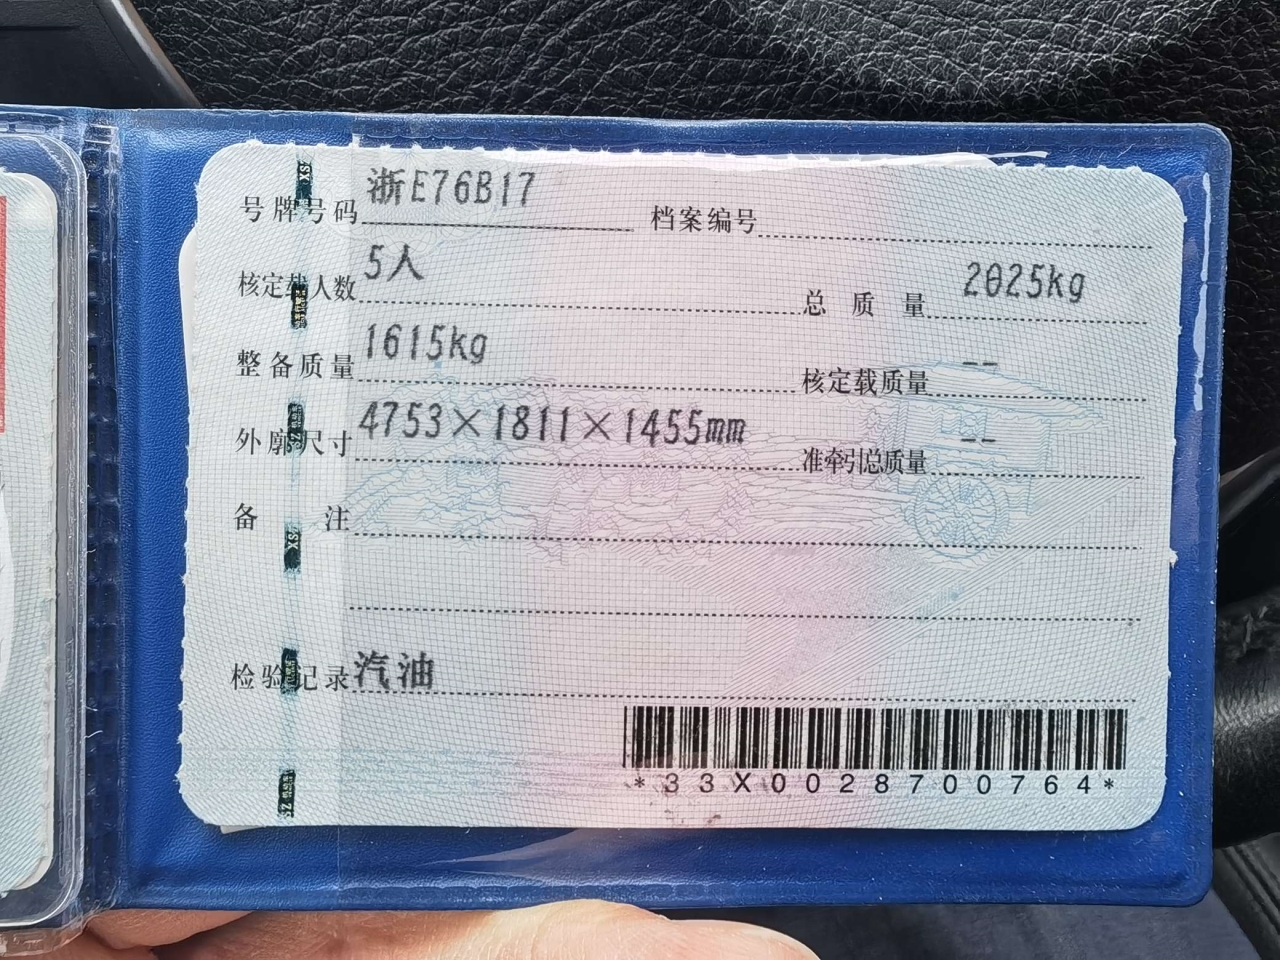 号牌号码 浙E76B17 档案编号
核定载人数 5人 总质量 2025kg
整备质量 1615kg 核定载质量 --
外廓尺寸 4753×1811×1455mm 准牵引总质量 --
备注
检验记录 汽油
*33X0028700764*